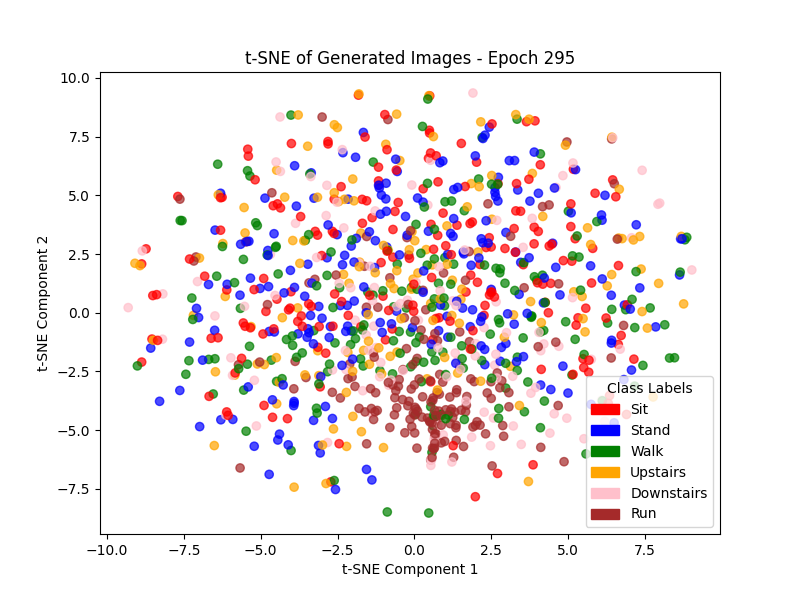 t-SNE of Generated Images - Epoch 295
10.0
7.5
5.0
2.5
0.0
−2.5
−5.0
−7.5
t-SNE Component 2
Class Labels
Sit
Stand
Walk
Upstairs
Downstairs
Run
−10.0 −7.5 −5.0 −2.5 0.0 2.5 5.0 7.5
t-SNE Component 1